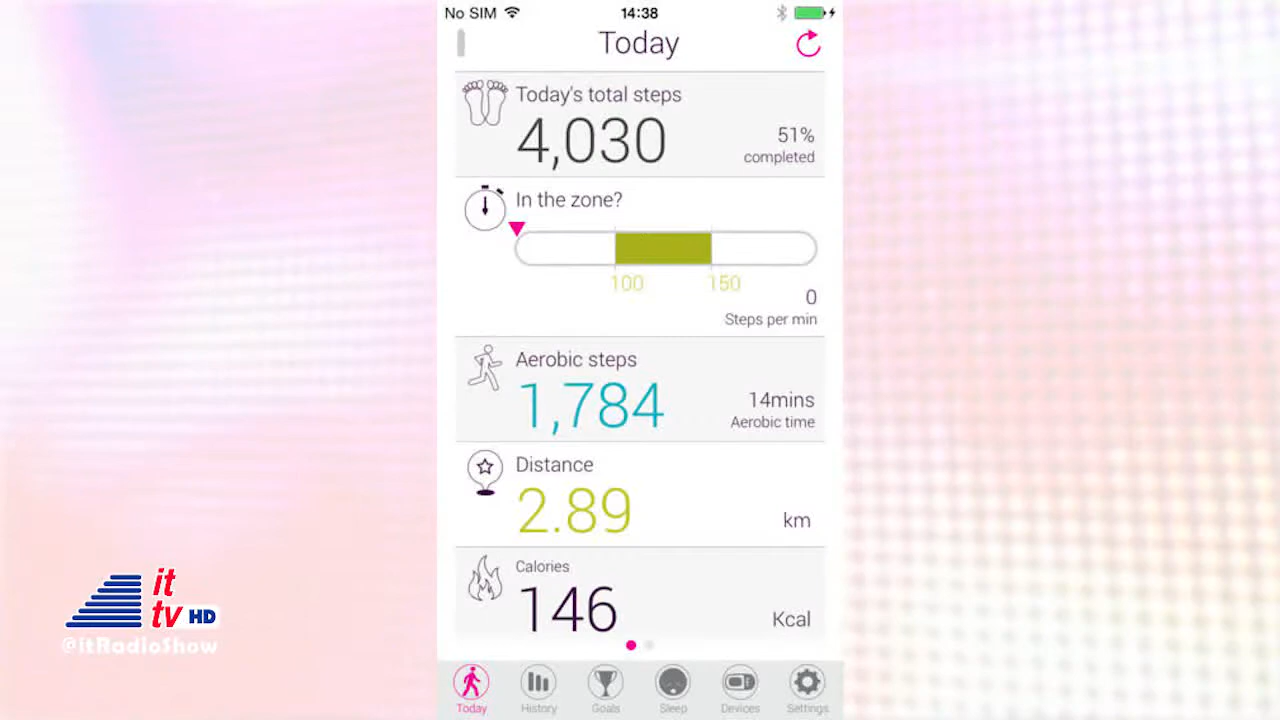 No SIM 14:38
Today
Today's total steps
4,030
51%
completed
In the zone?
100 150
0
Steps per min
Aerobic steps
1,784
14mins
Aerobic time
Distance
2.89
km
Calories
146
Kcal
Today History Goals Sleep Devices Settings
it
tv HD
@itRadioShow